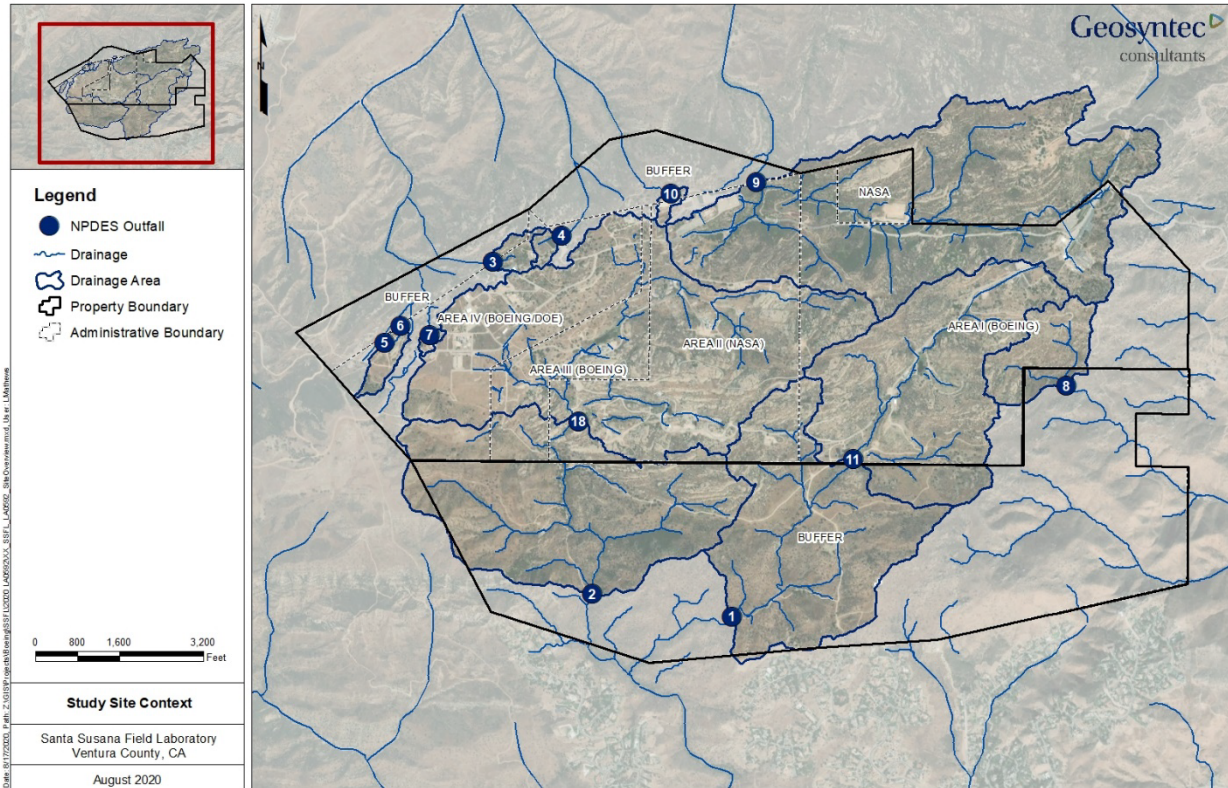 Legend
NPDES Outfall
Drainage
Drainage Area
Property Boundary
Administrative Boundary
0 800 1,600 3,200
Feet
Study Site Context
Santa Susana Field Laboratory
Ventura County, CA
August 2020
Geosyntec
consultants
N
BUFFER
10
9
NASA
4
3
BUFFER
6
5
7
AREA IV (BOEING/DOE)
AREA III (BOEING)
AREA II (NASA)
AREA I (BOEING)
8
18
11
BUFFER
2
1